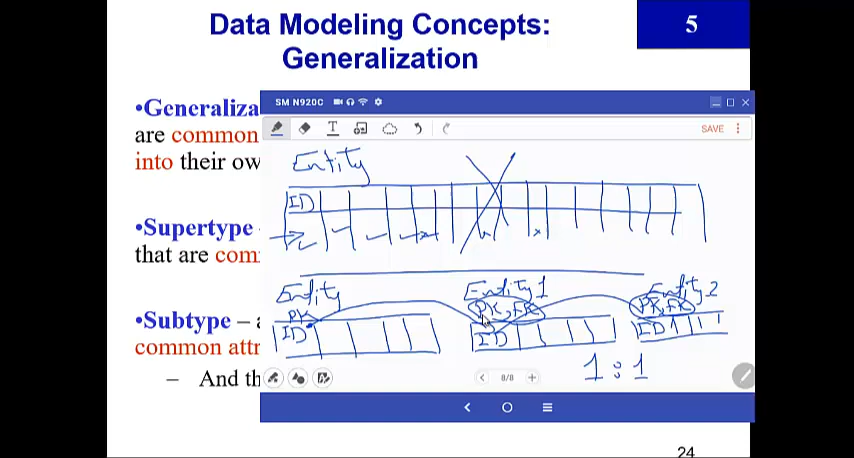 Data Modeling Concepts:
Generalization
5
•Generaliza
are common
into their ow
•Supertype
that are com
•Subtype – a
common attr
– And th
24
SM N920C
T
SAVE
Entity
ID
Entity
PK
ID
Entity 1
PK, FK
ID
Entity 2
PK, FK
ID
1 : 1
8/8